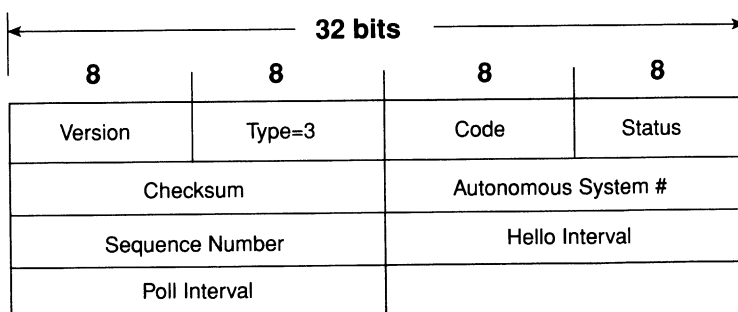 32 bits
8 8 8 8
Version Type=3 Code Status
Checksum Autonomous System #
Sequence Number Hello Interval
Poll Interval